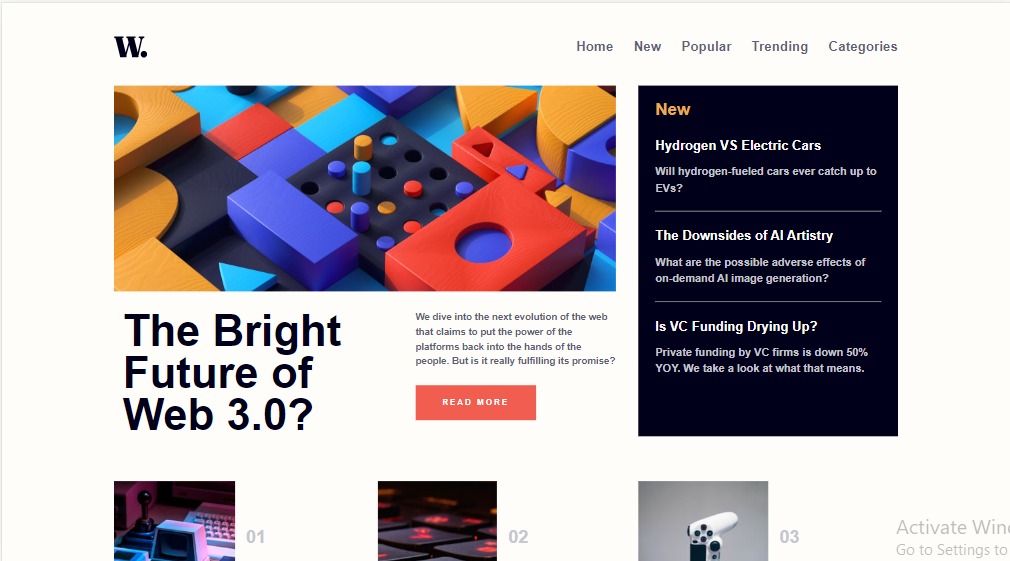 W.
Home New Popular Trending Categories
New
Hydrogen VS Electric Cars
Will hydrogen-fueled cars ever catch up to
EVs?
The Downsides of AI Artistry
What are the possible adverse effects of
on-demand AI image generation?
Is VC Funding Drying Up?
Private funding by VC firms is down 50%
YOY. We take a look at what that means.
The Bright
Future of
Web 3.0?
We dive into the next evolution of the web
that claims to put the power of the
platforms back into the hands of the
people. But is it really fulfilling its promise?
READ MORE
01
02
03
Activate Win
Go to Settings to